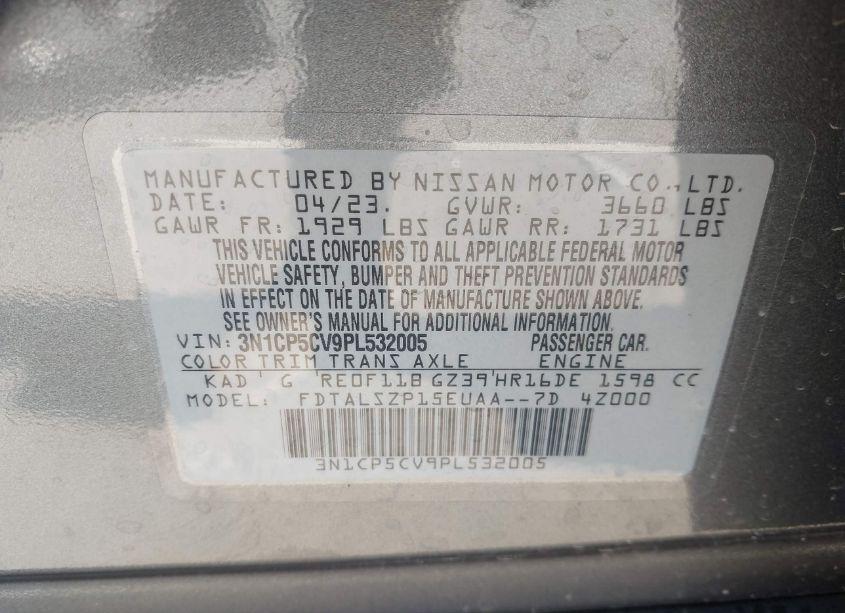 MANUFACTURED BY NISSAN MOTOR CO.,LTD.
DATE: 04/23. GVWR: 3660 LBS
GAWR FR: 1929 LBS GAWR RR: 1731 LBS
THIS VEHICLE CONFORMS TO ALL APPLICABLE FEDERAL MOTOR
VEHICLE SAFETY, BUMPER AND THEFT PREVENTION STANDARDS
IN EFFECT ON THE DATE OF MANUFACTURE SHOWN ABOVE.
SEE OWNER'S MANUAL FOR ADDITIONAL INFORMATION
VIN: 3N1CP5CV9PL532005 PASSENGER CAR.
COLOR TRIM TRANS AXLE ENGINE
KAD G RE0F11B GZ39 HR16DE 1598 CC
MODEL: FDTALSZP15EUAA--7D 4Z000
3N1CP5CV9PL532005